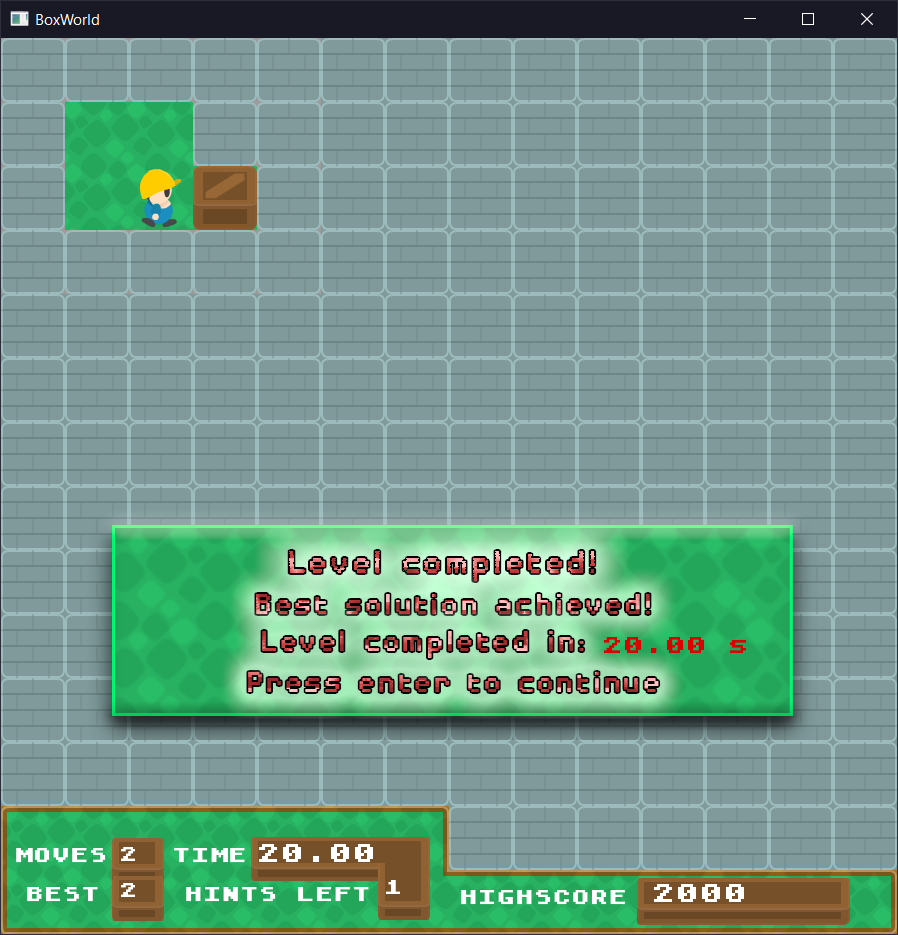 BoxWorld
Level completed!
Best solution achieved!
Level completed in: 20.00 s
Press enter to continue
MOVES 2 TIME 20.00
BEST 2 HINTS LEFT 1
HIGHSCORE 2000